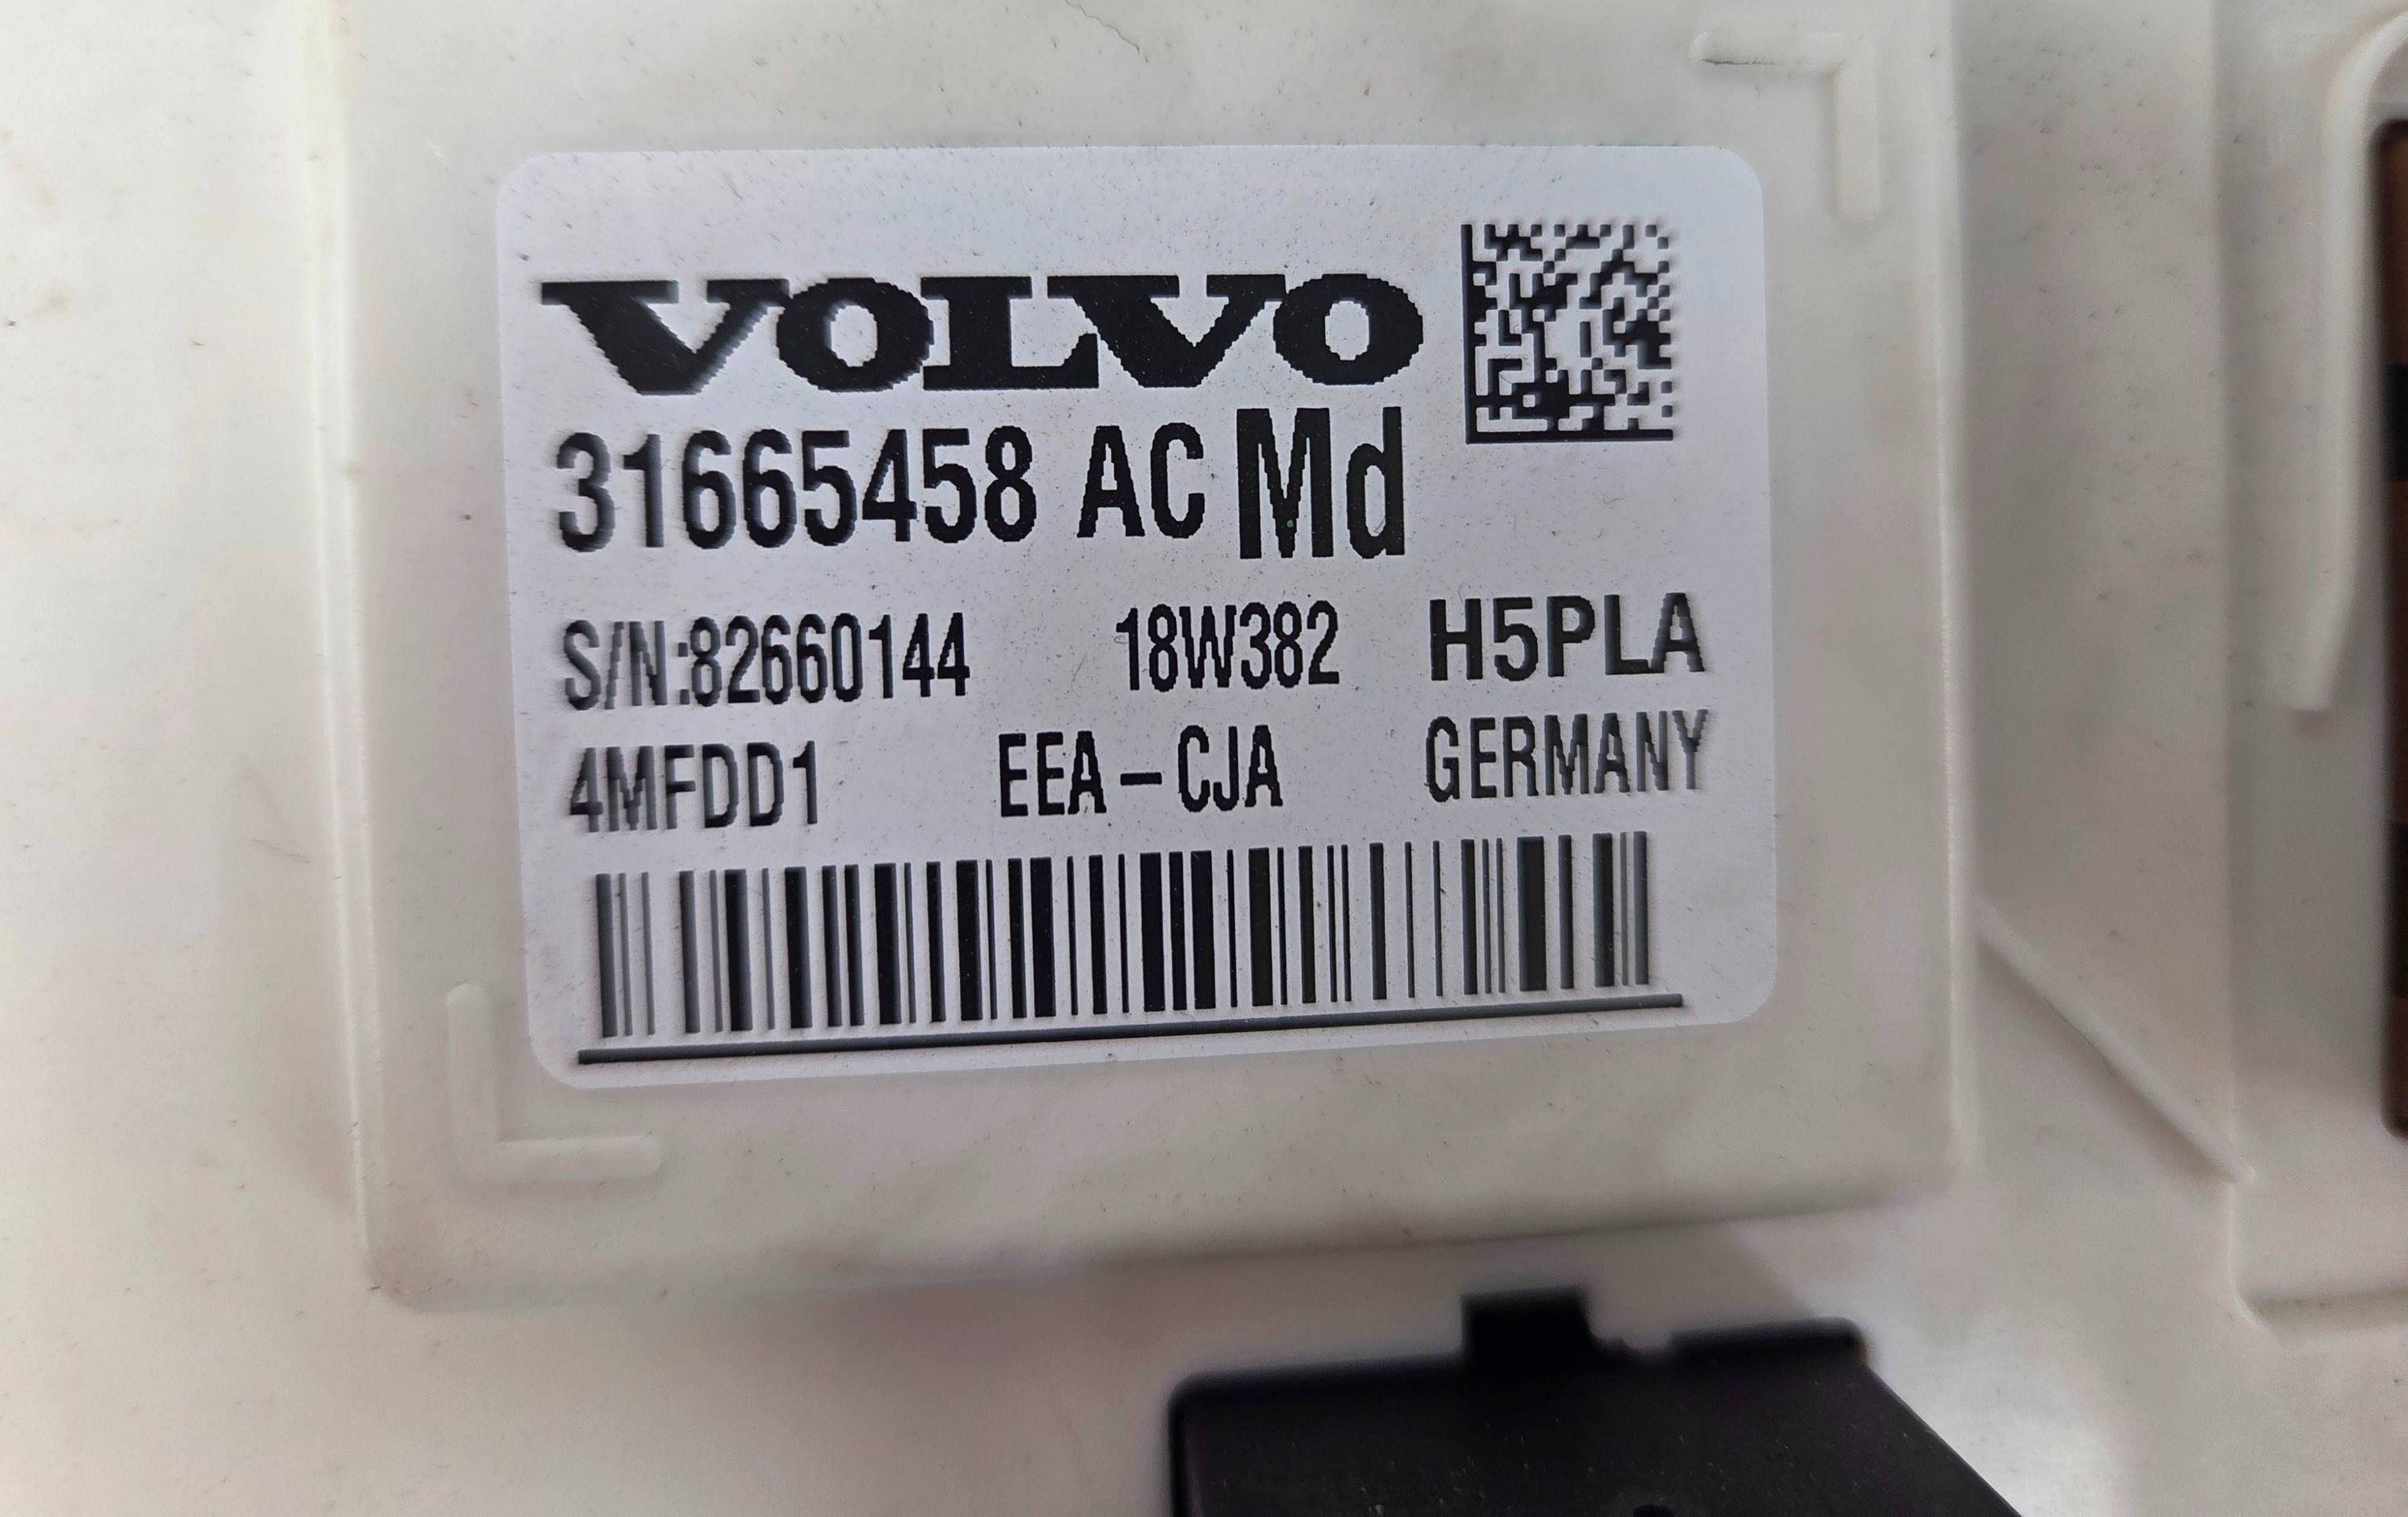 VOLVO
31665458 AC Md
S/N:82660144 18W382 H5PLA
4MFDD1 EEA-CJA GERMANY